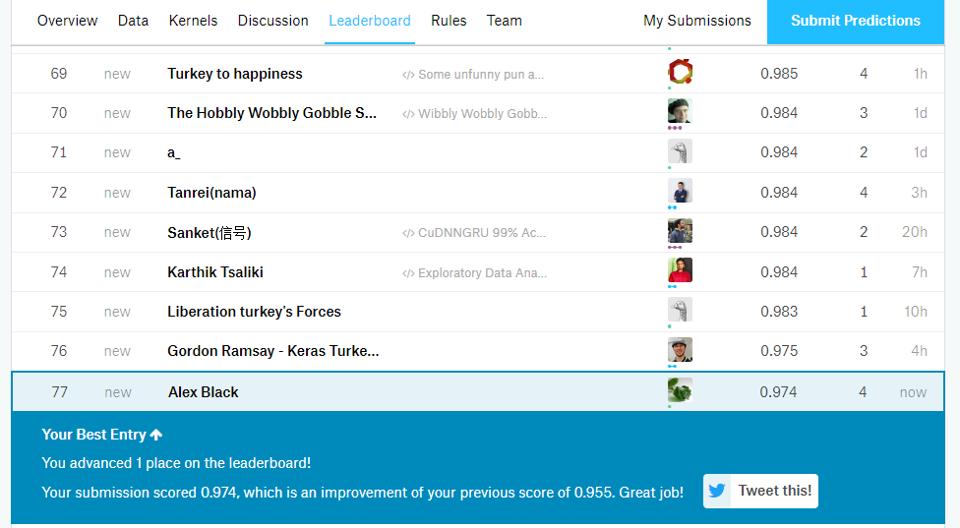 Overview Data Kernels Discussion Leaderboard Rules Team My Submissions Submit Predictions
69 new Turkey to happiness </> Some unfunny pun a... 0.985 4 1h
70 new The Hobbly Wobbly Gobble S... </> Wibbly Wobbly Gobb... 0.984 3 1d
71 new a_ 0.984 2 1d
72 new Tanrei(nama) 0.984 4 3h
73 new Sanket(信号) </> CuDNNGRU 99% Ac... 0.984 2 20h
74 new Karthik Tsaliki </> Exploratory Data Ana... 0.984 1 7h
75 new Liberation turkey's Forces 0.983 1 10h
76 new Gordon Ramsay - Keras Turke... 0.975 3 4h
77 new Alex Black 0.974 4 now
Your Best Entry ↑
You advanced 1 place on the leaderboard!
Your submission scored 0.974, which is an improvement of your previous score of 0.955. Great job! Tweet this!